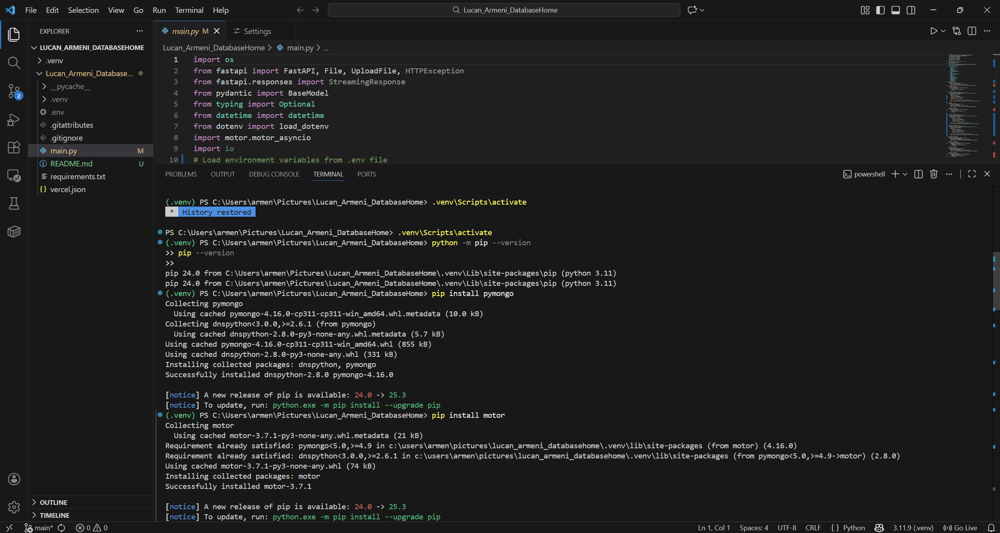 File Edit Selection View Go Run Terminal Help
Lucan_Armeni_DatabaseHome
EXPLORER
LUCAN_ARMENI_DATABASEHOME
.venv
Lucan_Armeni_Database...
__pycache__
.venv
.env
.gitattributes
.gitignore
main.py M
README.md U
requirements.txt
vercel.json
OUTLINE
TIMELINE
main.py M
Settings
Lucan_Armeni_DatabaseHome > main.py > ...
1 import os
2 from fastapi import FastAPI, File, UploadFile, HTTPException
3 from fastapi.responses import StreamingResponse
4 from pydantic import BaseModel
5 from typing import Optional
6 from datetime import datetime
7 from dotenv import load_dotenv
8 import motor.motor_asyncio
9 import io
10 # Load environment variables from .env file
PROBLEMS OUTPUT DEBUG CONSOLE TERMINAL PORTS
powershell
(.venv) PS C:\Users\armen\Pictures\Lucan_Armeni_DatabaseHome> .venv\Scripts\activate
* History restored
PS C:\Users\armen\Pictures\Lucan_Armeni_DatabaseHome> .venv\Scripts\activate
(.venv) PS C:\Users\armen\Pictures\Lucan_Armeni_DatabaseHome> python -m pip --version
>> pip --version
>>
pip 24.0 from C:\Users\armen\Pictures\Lucan_Armeni_DatabaseHome\.venv\Lib\site-packages\pip (python 3.11)
pip 24.0 from C:\Users\armen\Pictures\Lucan_Armeni_DatabaseHome\.venv\Lib\site-packages\pip (python 3.11)
(.venv) PS C:\Users\armen\Pictures\Lucan_Armeni_DatabaseHome> pip install pymongo
Collecting pymongo
Using cached pymongo-4.16.0-cp311-cp311-win_amd64.whl.metadata (10.0 kB)
Collecting dnspython<3.0.0,>=2.6.1 (from pymongo)
Using cached dnspython-2.8.0-py3-none-any.whl.metadata (5.7 kB)
Using cached pymongo-4.16.0-cp311-cp311-win_amd64.whl (855 kB)
Using cached dnspython-2.8.0-py3-none-any.whl (331 kB)
Installing collected packages: dnspython, pymongo
Successfully installed dnspython-2.8.0 pymongo-4.16.0
[notice] A new release of pip is available: 24.0 -> 25.3
[notice] To update, run: python.exe -m pip install --upgrade pip
(.venv) PS C:\Users\armen\Pictures\Lucan_Armeni_DatabaseHome> pip install motor
Collecting motor
Using cached motor-3.7.1-py3-none-any.whl.metadata (21 kB)
Requirement already satisfied: pymongo<5.0,>=4.9 in c:\users\armen\pictures\lucan_armeni_databasehome\.venv\lib\site-packages (from motor) (4.16.0)
Requirement already satisfied: dnspython<3.0.0,>=2.6.1 in c:\users\armen\pictures\lucan_armeni_databasehome\.venv\lib\site-packages (from pymongo<5.0,>=4.9->motor) (2.8.0)
Using cached motor-3.7.1-py3-none-any.whl (74 kB)
Installing collected packages: motor
Successfully installed motor-3.7.1
[notice] A new release of pip is available: 24.0 -> 25.3
[notice] To update, run: python.exe -m pip install --upgrade pip
2
main* 0 0
Ln 1, Col 1 Spaces: 4 UTF-8 CRLF { } Python 3.11.9 (.venv) Go Live